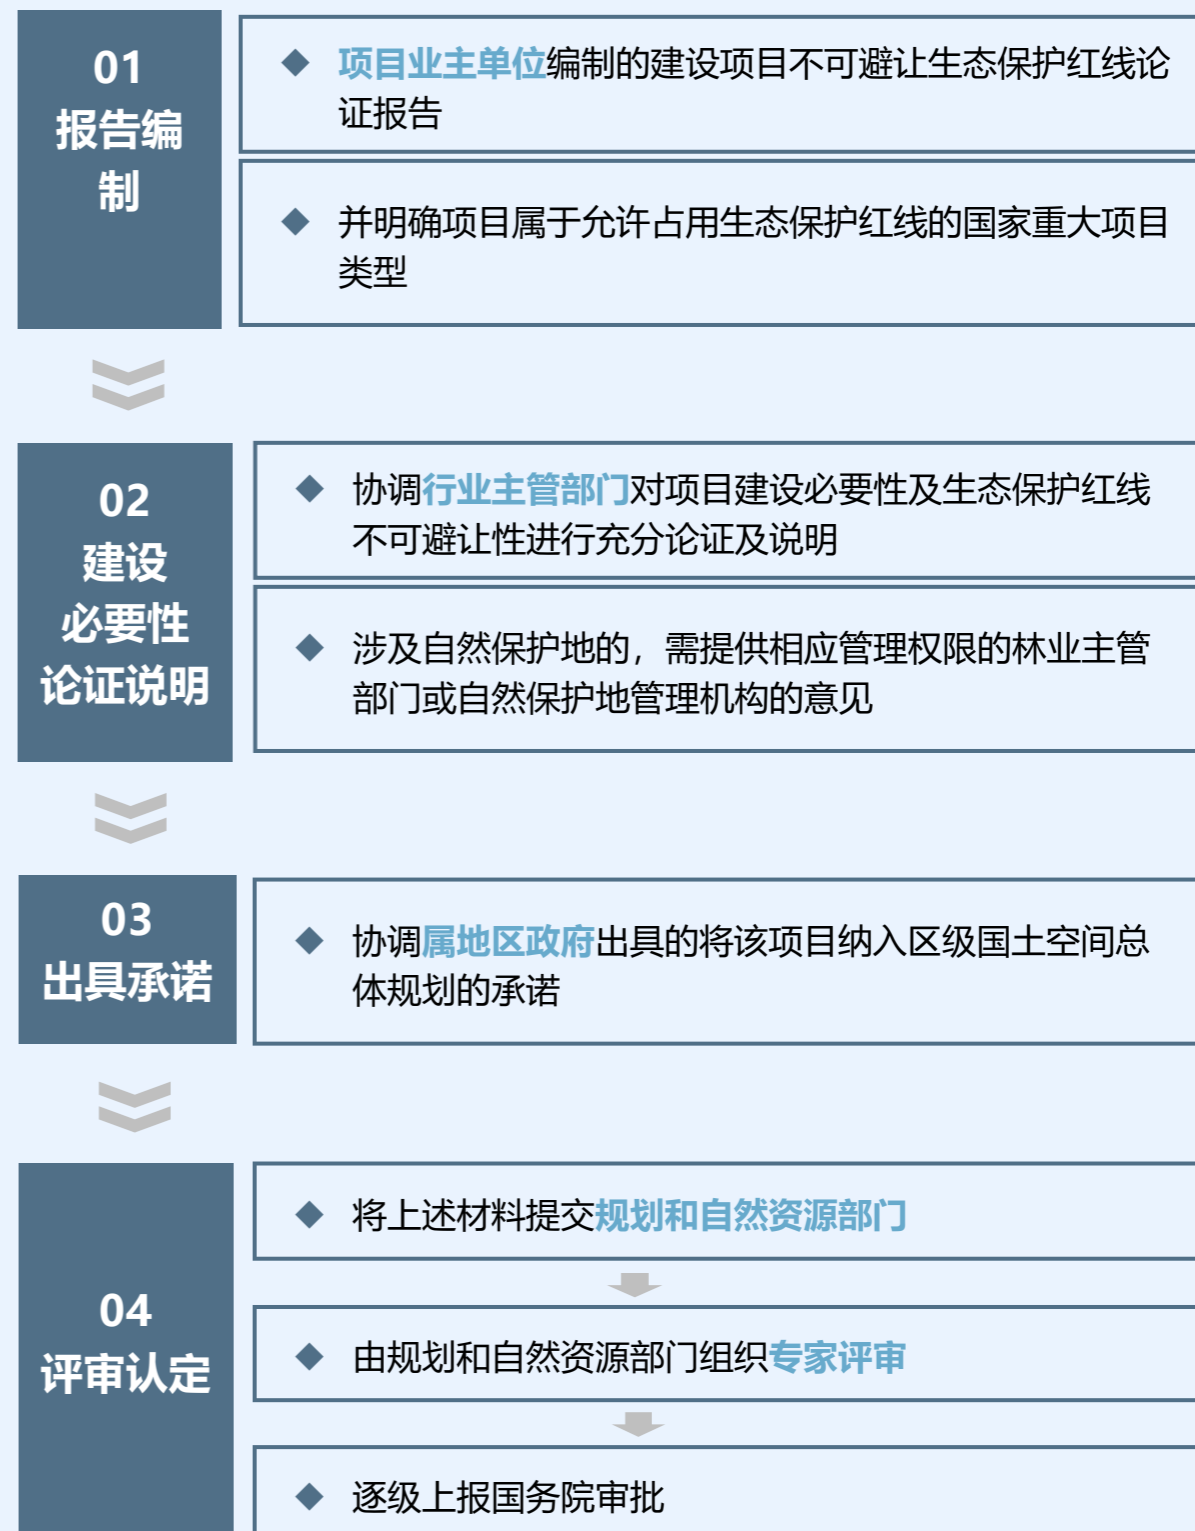 01
报告编
制
项目业主单位编制的建设项目不可避让生态保护红线论
证报告
并明确项目属于允许占用生态保护红线的国家重大项目
类型
02
建设
必要性
论证说明
协调行业主管部门对项目建设必要性及生态保护红线
不可避让性进行充分论证及说明
涉及自然保护地的，需提供相应管理权限的林业主管
部门或自然保护地管理机构的意见
03
出具承诺
协调属地区政府出具的将该项目纳入区级国土空间总
体规划的承诺
04
评审认定
将上述材料提交规划和自然资源部门
由规划和自然资源部门组织专家评审
逐级上报国务院审批